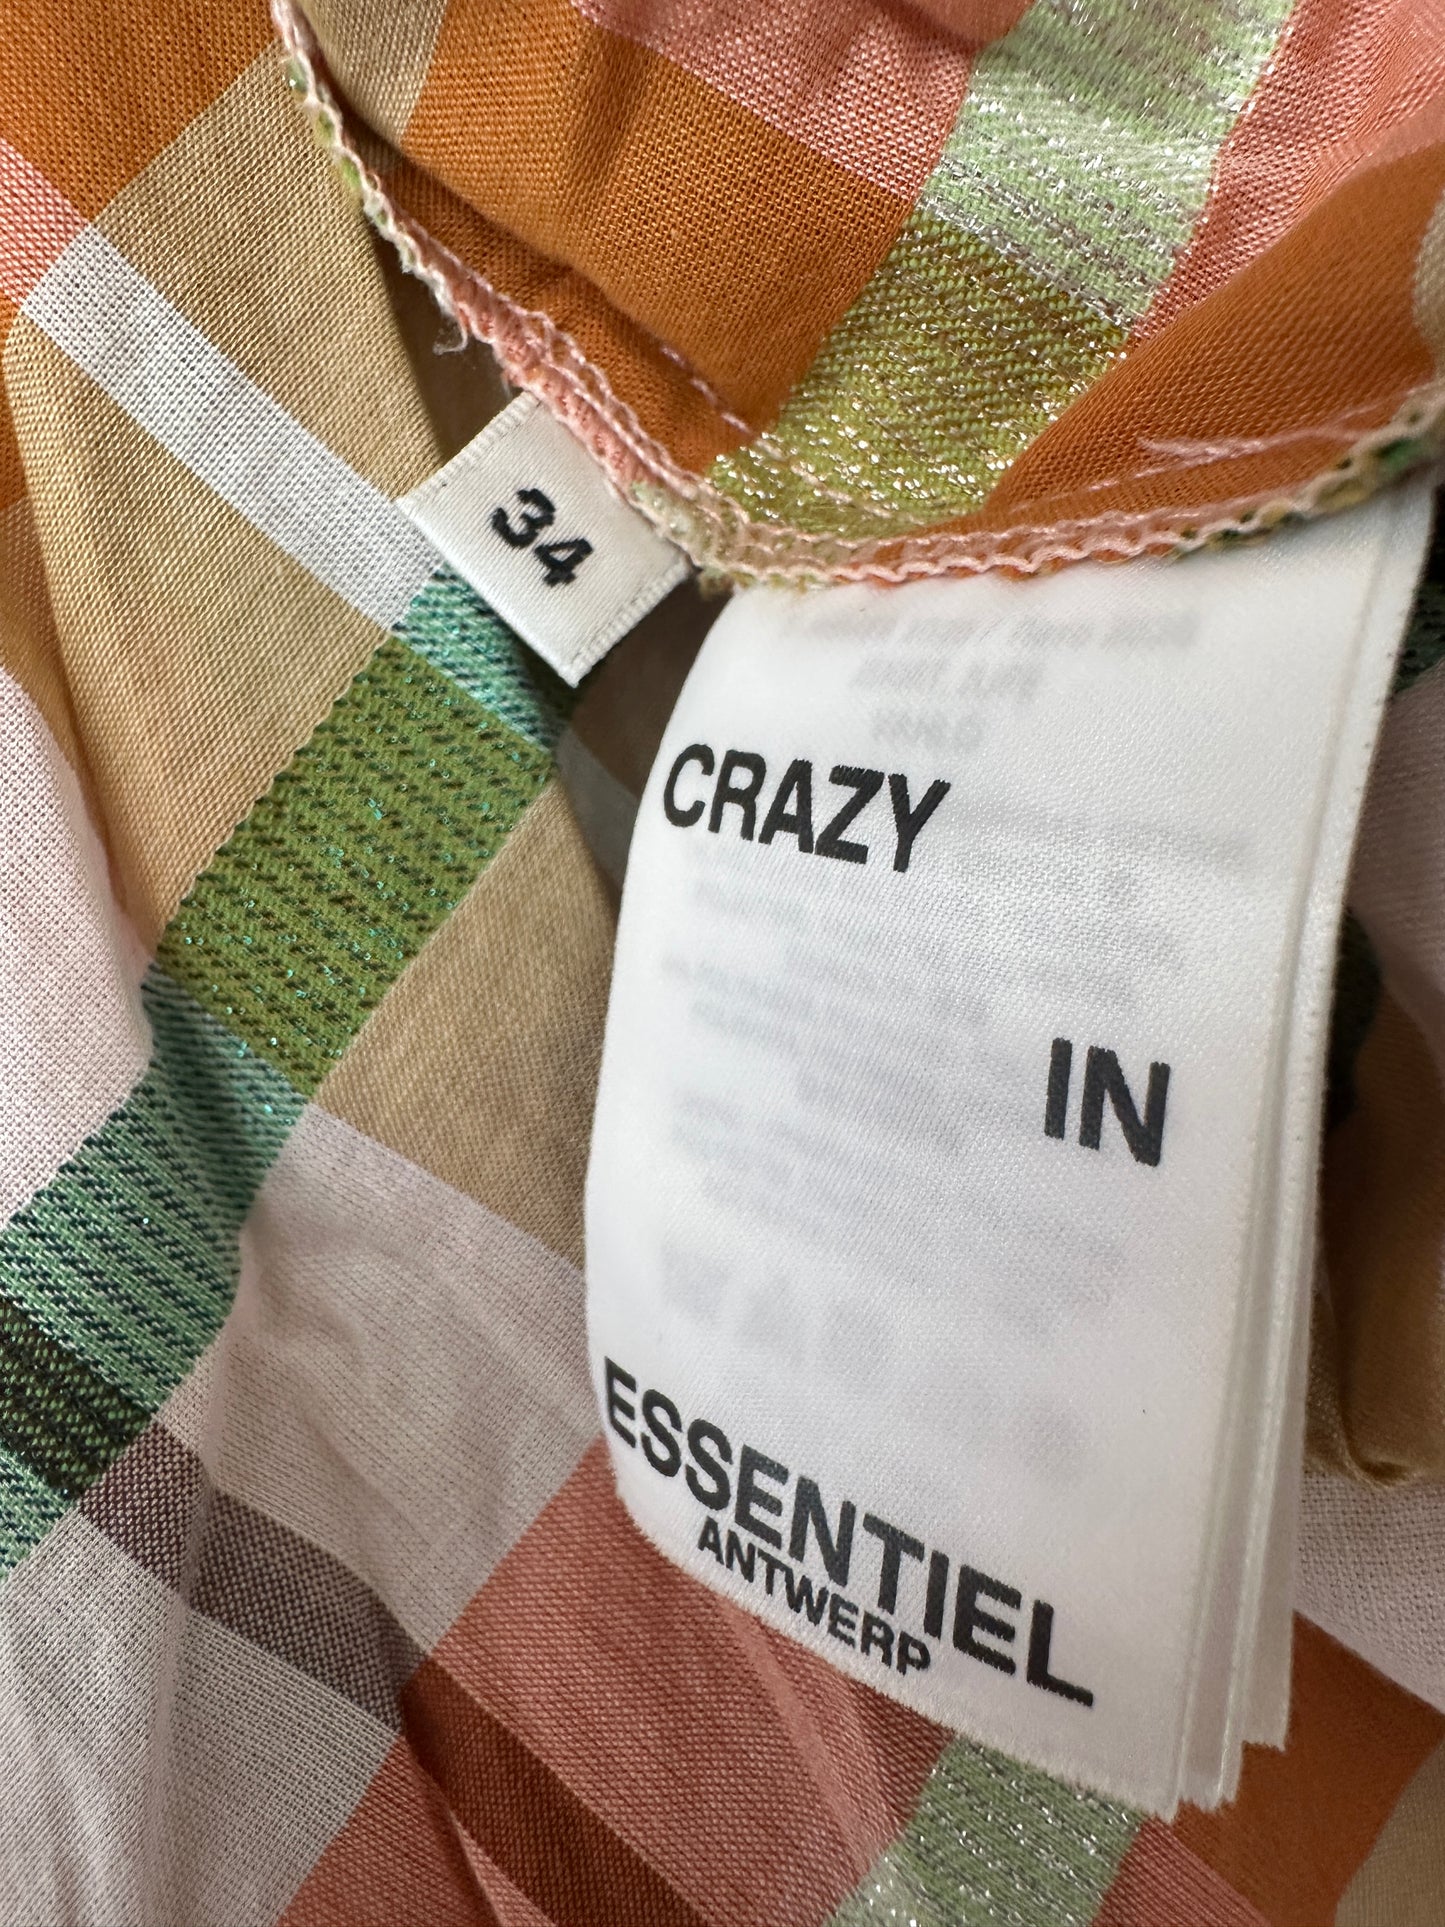 34
CRAZY
IN
ESSENTIEL
ANTWERP